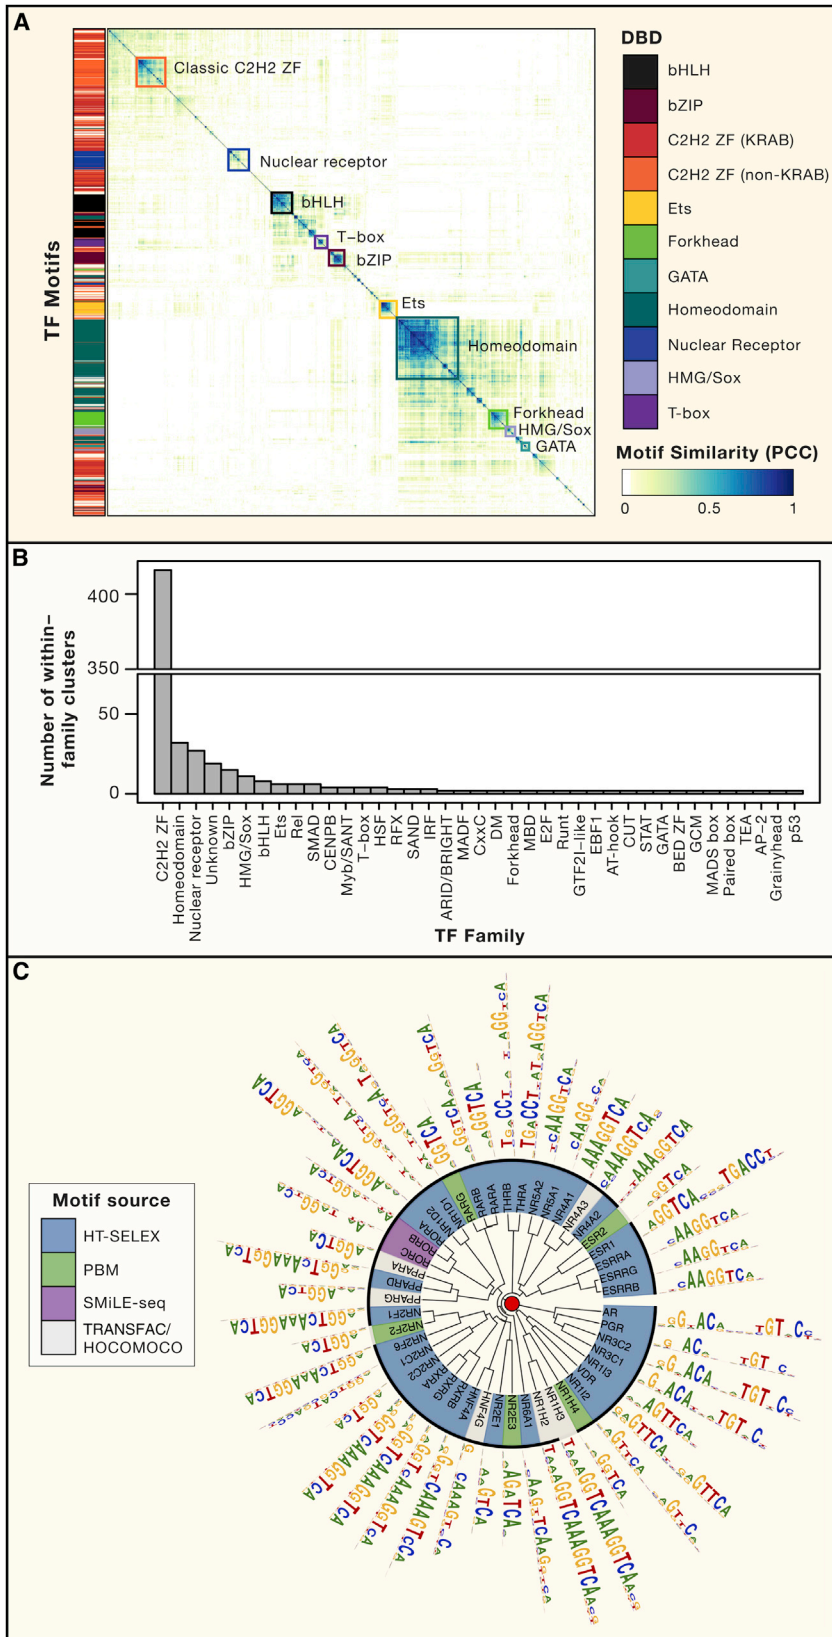 A
Classic C2H2 ZF
Nuclear receptor
bHLH
T−box
bZIP
Ets
Homeodomain
Forkhead
HMG/Sox
GATA
TF Motifs
DBD
bHLH
bZIP
C2H2 ZF (KRAB)
C2H2 ZF (non-KRAB)
Ets
Forkhead
GATA
Homeodomain
Nuclear Receptor
HMG/Sox
T-box
Motif Similarity (PCC)
0 0.5 1
B
Number of within−
family clusters
400
350
50
0
C2H2 ZF
Homeodomain
Nuclear receptor
Unknown
bZIP
HMG/Sox
bHLH
Ets
Rel
SMAD
CENPB
Myb/SANT
T−box
HSF
RFX
SAND
IRF
ARID/BRIGHT
MADF
CxxC
DM
Forkhead
MBD
E2F
Runt
GTF2I−like
EBF1
AT−hook
CUT
STAT
GATA
BED ZF
GCM
MADS box
Paired box
TEA
AP−2
Grainyhead
p53
TF Family
C
Motif source
HT-SELEX
PBM
SMiLE-seq
TRANSFAC/
HOCOMOCO
THRB
THRA
NR5A2
NR5A1
NR4A1
NR4A3
NR4A2
ESR2
ESR1
ESRRA
ESRRG
ESRRB
AR
PGR
NR3C2
NR3C1
NR1I3
VDR
NR1I2
NR1H4
NR1H3
NR1H2
NR6A1
NR2E3
NR2E1
HNF4G
HNF4A
RXRB
RXRG
RXRA
NR2C2
NR2C1
NR2F6
NR2F2
NR2F1
PPARG
PPARD
PPARA
RORC
RORB
RORA
NR1D2
NR1D1
RARG
RARB
RARA